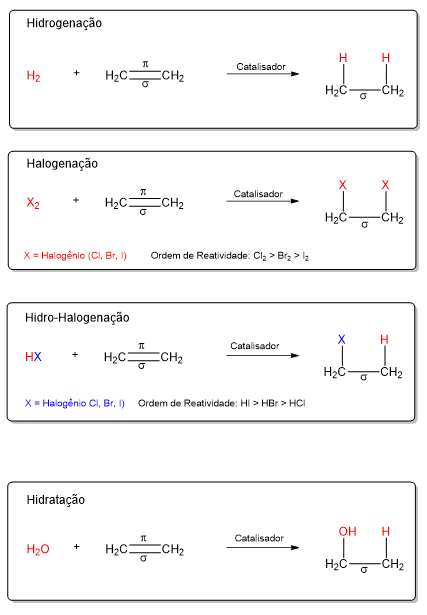 Hidrogenação
H H
π Catalisador
H₂ + H₂C CH₂
σ H₂C CH₂
σ
Halogenação
X X
π Catalisador
X₂ + H₂C CH₂
σ H₂C CH₂
σ
X = Halogênio (Cl, Br, I) Ordem de Reatividade: Cl₂ > Br₂ > I₂
Hidro-Halogenação
X H
π Catalisador
HX + H₂C CH₂
σ H₂C CH₂
σ
X = Halogênio Cl, Br, I) Ordem de Reatividade: HI > HBr > HCl
Hidratação
OH H
π Catalisador
H₂O + H₂C CH₂
σ H₂C CH₂
σ